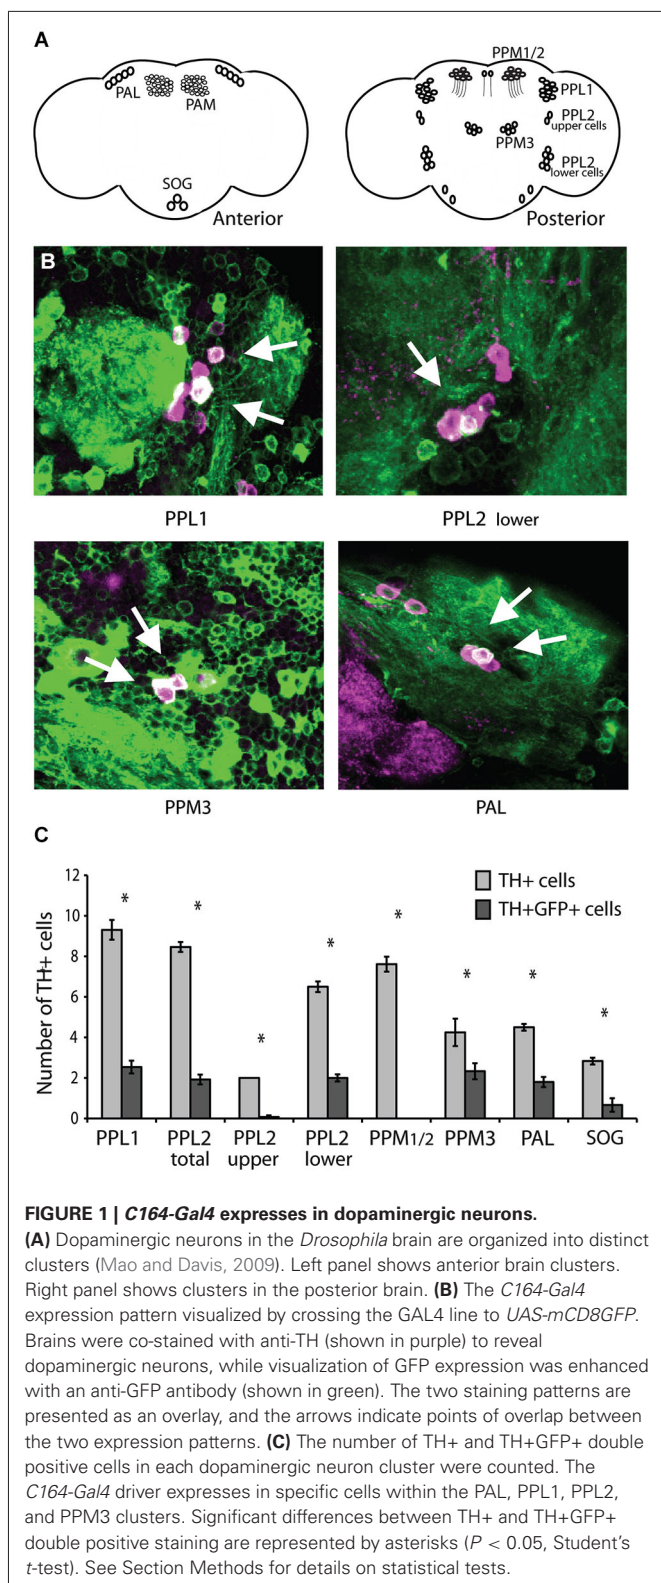 A
PAL
PAM
SOG
Anterior
PPM1/2
PPL1
PPL2
upper cells
PPM3
PPL2
lower cells
Posterior
B
PPL1
PPL2 lower
PPM3
PAL
C
Number of TH+ cells
12
10
8
6
4
2
0
* * * * * * * *
TH+ cells
TH+GFP+ cells
PPL1 PPL2 total PPL2 upper PPL2 lower PPM1/2 PPM3 PAL SOG
FIGURE 1 | C164-Gal4 expresses in dopaminergic neurons.
(A) Dopaminergic neurons in the Drosophila brain are organized into distinct
clusters (Mao and Davis, 2009). Left panel shows anterior brain clusters.
Right panel shows clusters in the posterior brain. (B) The C164-Gal4
expression pattern visualized by crossing the GAL4 line to UAS-mCD8GFP.
Brains were co-stained with anti-TH (shown in purple) to reveal
dopaminergic neurons, while visualization of GFP expression was enhanced
with an anti-GFP antibody (shown in green). The two staining patterns are
presented as an overlay, and the arrows indicate points of overlap between
the two expression patterns. (C) The number of TH+ and TH+GFP+ double
positive cells in each dopaminergic neuron cluster were counted. The
C164-Gal4 driver expresses in specific cells within the PAL, PPL1, PPL2,
and PPM3 clusters. Significant differences between TH+ and TH+GFP+
double positive staining are represented by asterisks (P < 0.05, Student's
t-test). See Section Methods for details on statistical tests.